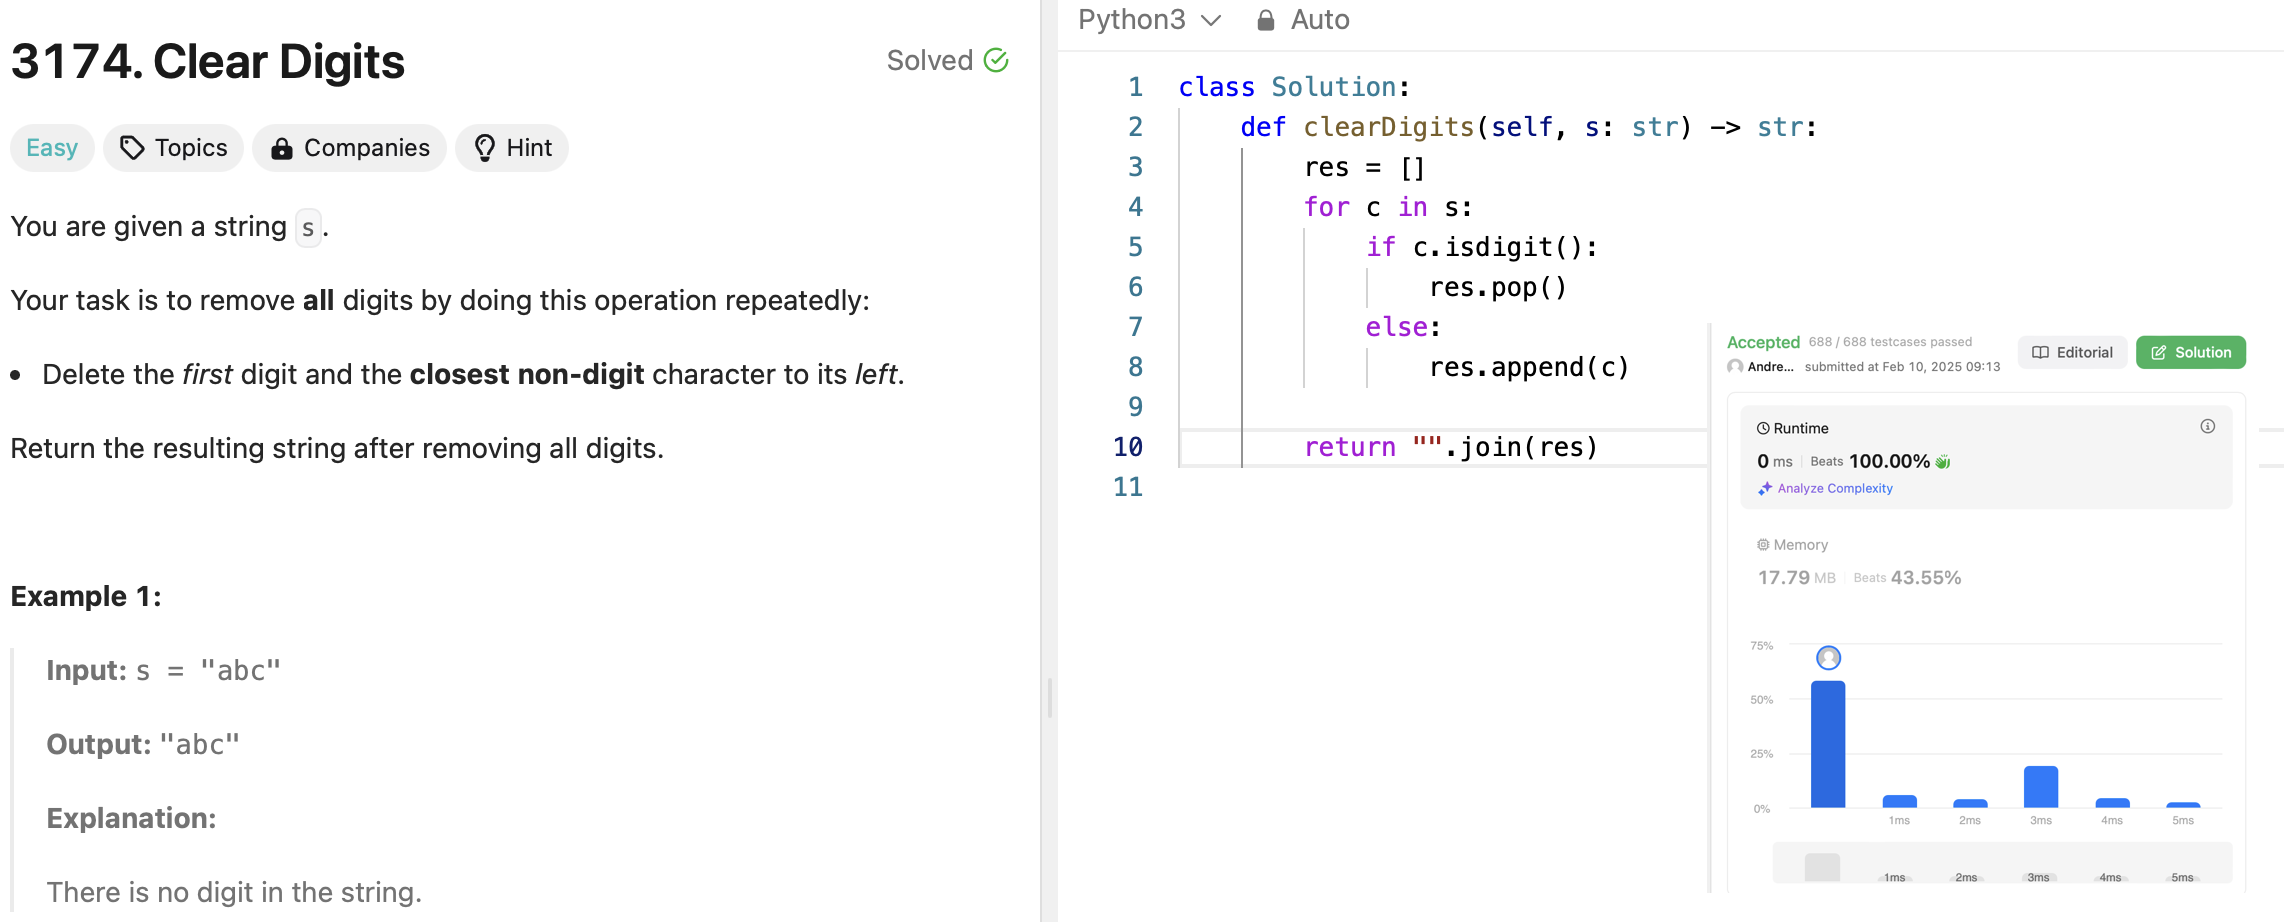 3174. Clear Digits
Solved
Easy
Topics
Companies
Hint
You are given a string s.
Your task is to remove all digits by doing this operation repeatedly:
• Delete the first digit and the closest non-digit character to its left.
Return the resulting string after removing all digits.
Example 1:
Input: s = "abc"
Output: "abc"
Explanation:
There is no digit in the string.
Python3
Auto
1 class Solution:
2     def clearDigits(self, s: str) -> str:
3         res = []
4         for c in s:
5             if c.isdigit():
6                 res.pop()
7             else:
8                 res.append(c)
9
10         return "".join(res)
11
Accepted 688 / 688 testcases passed
Andre... submitted at Feb 10, 2025 09:13
Editorial
Solution
Runtime
0 ms Beats 100.00%
Analyze Complexity
Memory
17.79 MB Beats 43.55%
75%
50%
25%
0%
1ms 2ms 3ms 4ms 5ms
1ms 2ms 3ms 4ms 5ms